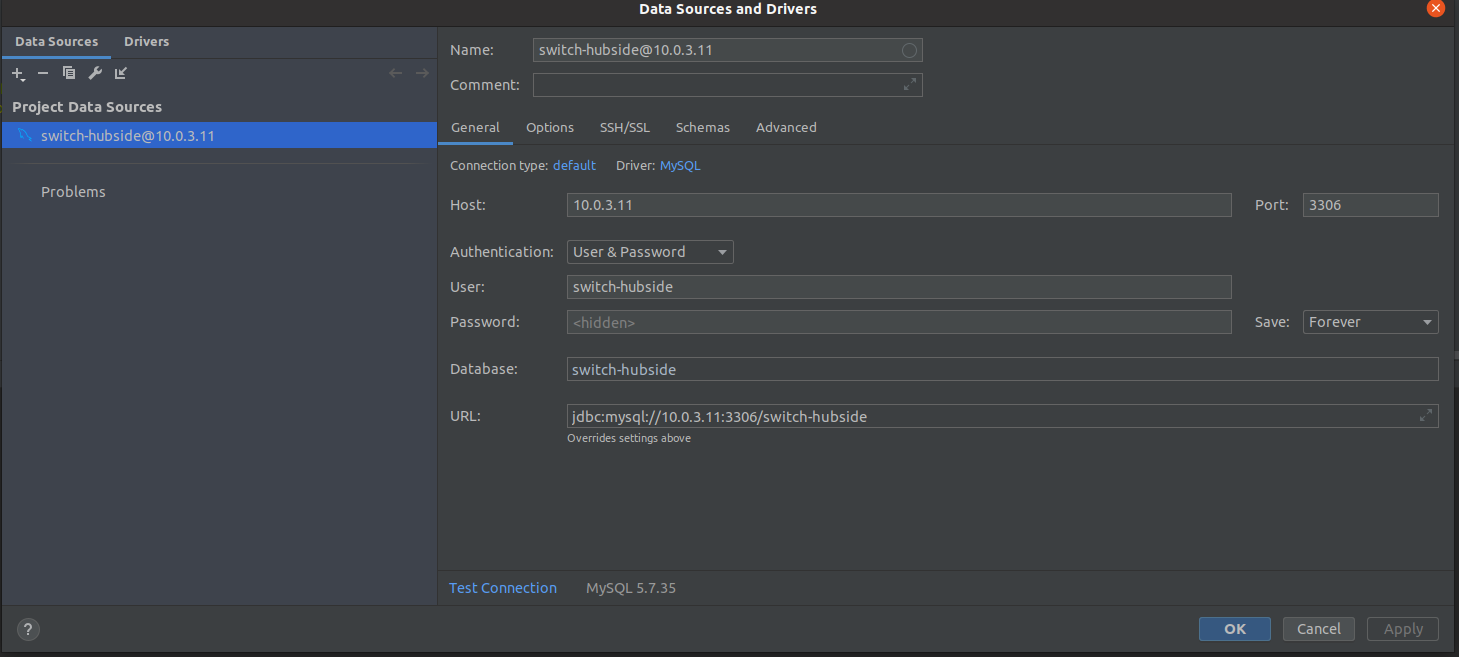 Data Sources and Drivers
Data Sources Drivers
Project Data Sources
switch-hubside@10.0.3.11
Problems
Name: switch-hubside@10.0.3.11
Comment:
General Options SSH/SSL Schemas Advanced
Connection type: default Driver: MySQL
Host: 10.0.3.11 Port: 3306
Authentication: User & Password
User: switch-hubside
Password: <hidden> Save: Forever
Database: switch-hubside
URL: jdbc:mysql://10.0.3.11:3306/switch-hubside
Overrides settings above
Test Connection MySQL 5.7.35
? OK Cancel Apply